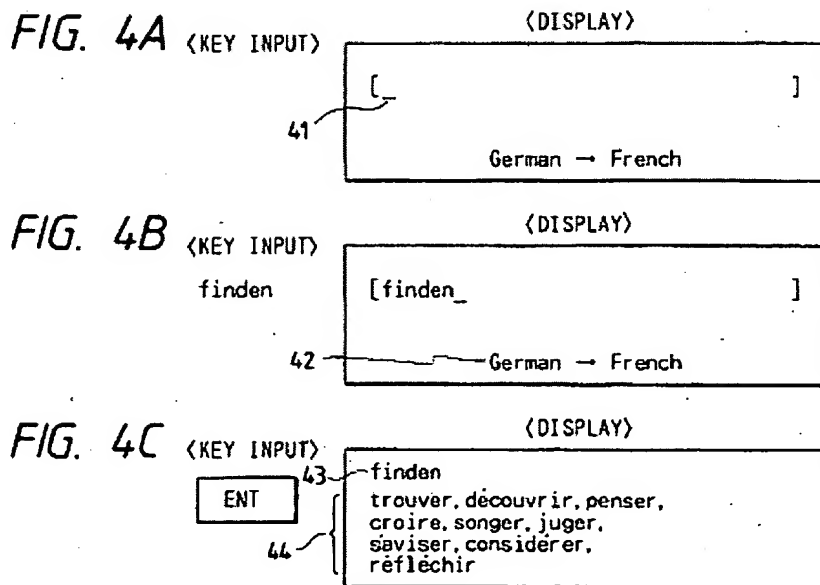 FIG. 4A
⟨KEY INPUT⟩
⟨DISPLAY⟩
[_ ]
41
German → French
FIG. 4B
⟨KEY INPUT⟩
⟨DISPLAY⟩
finden
[finden_ ]
42
German → French
FIG. 4C
⟨KEY INPUT⟩
⟨DISPLAY⟩
ENT
43
finden
44
trouver, découvrir, penser,
croire, songer, juger,
saviser, considérer,
réfléchir